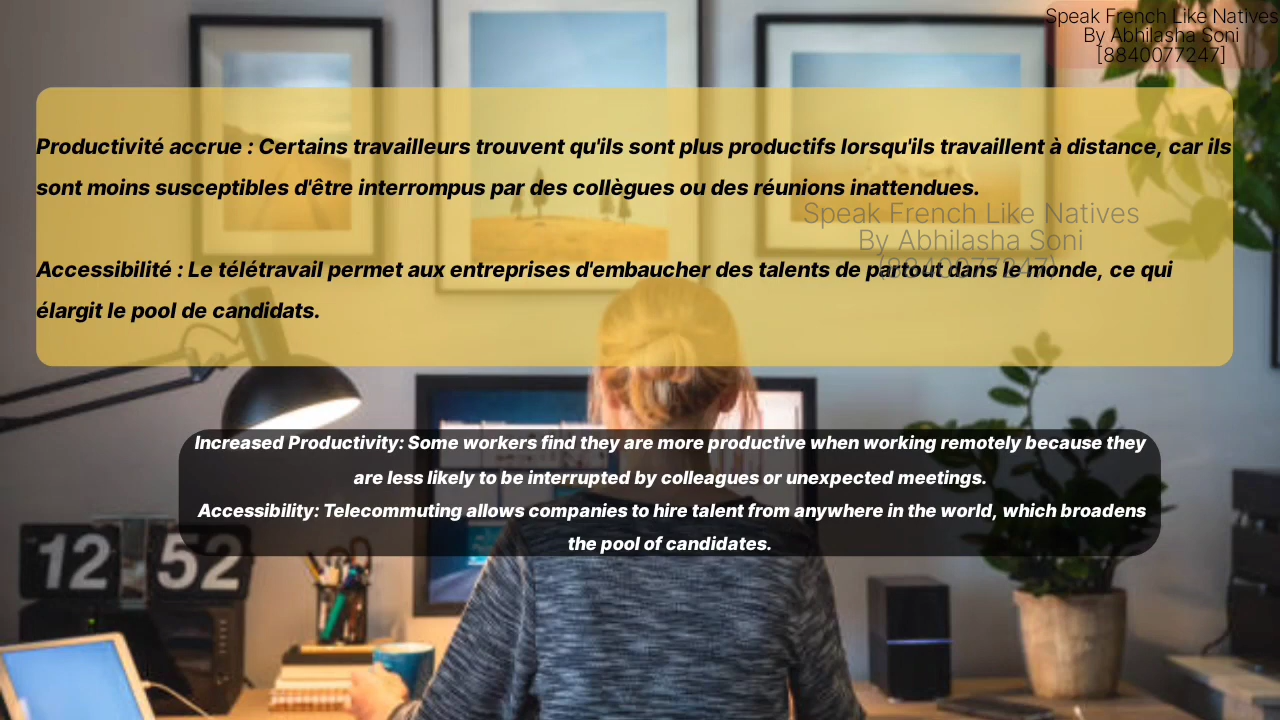 Speak French Like Natives
By Abhilasha Soni
[8840077247]
Productivité accrue : Certains travailleurs trouvent qu'ils sont plus productifs lorsqu'ils travaillent à distance, car ils
sont moins susceptibles d'être interrompus par des collègues ou des réunions inattendues.
Speak French Like Natives
By Abhilasha Soni
(8840077247)
Accessibilité : Le télétravail permet aux entreprises d'embaucher des talents de partout dans le monde, ce qui
élargit le pool de candidats.
Increased Productivity: Some workers find they are more productive when working remotely because they
are less likely to be interrupted by colleagues or unexpected meetings.
Accessibility: Telecommuting allows companies to hire talent from anywhere in the world, which broadens
the pool of candidates.
12 52